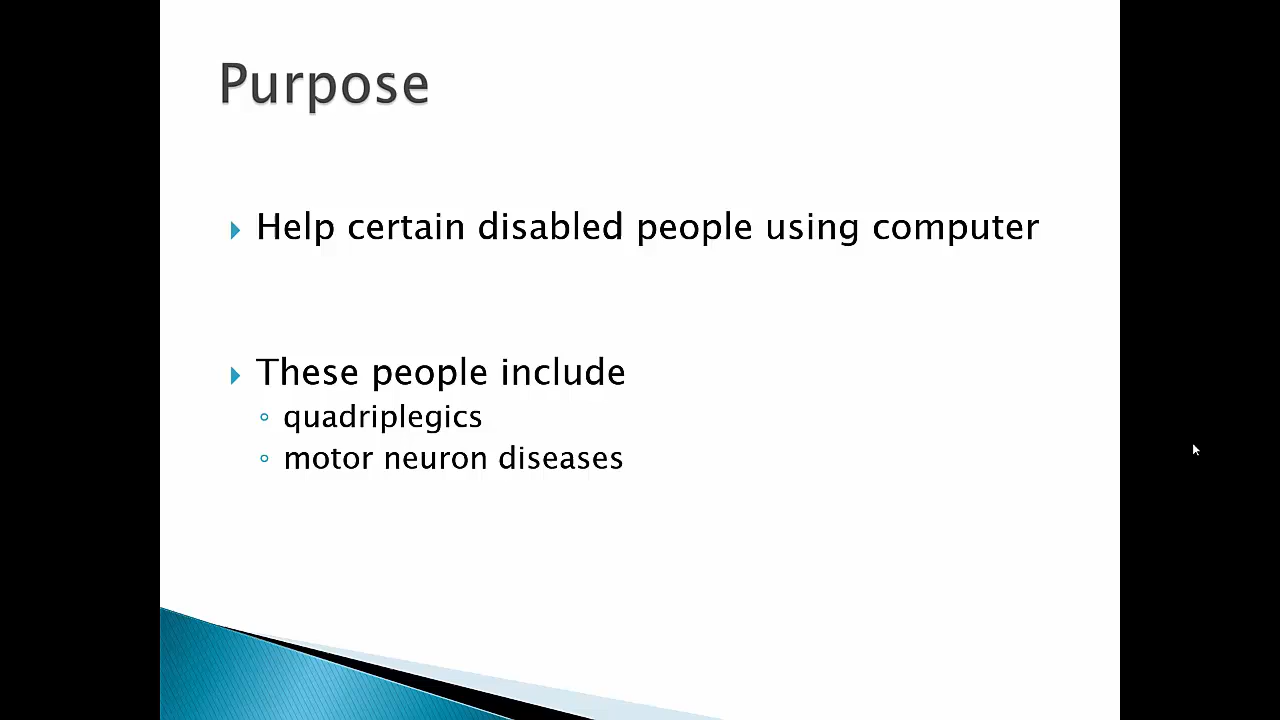 Purpose
Help certain disabled people using computer
These people include
quadriplegics
motor neuron diseases